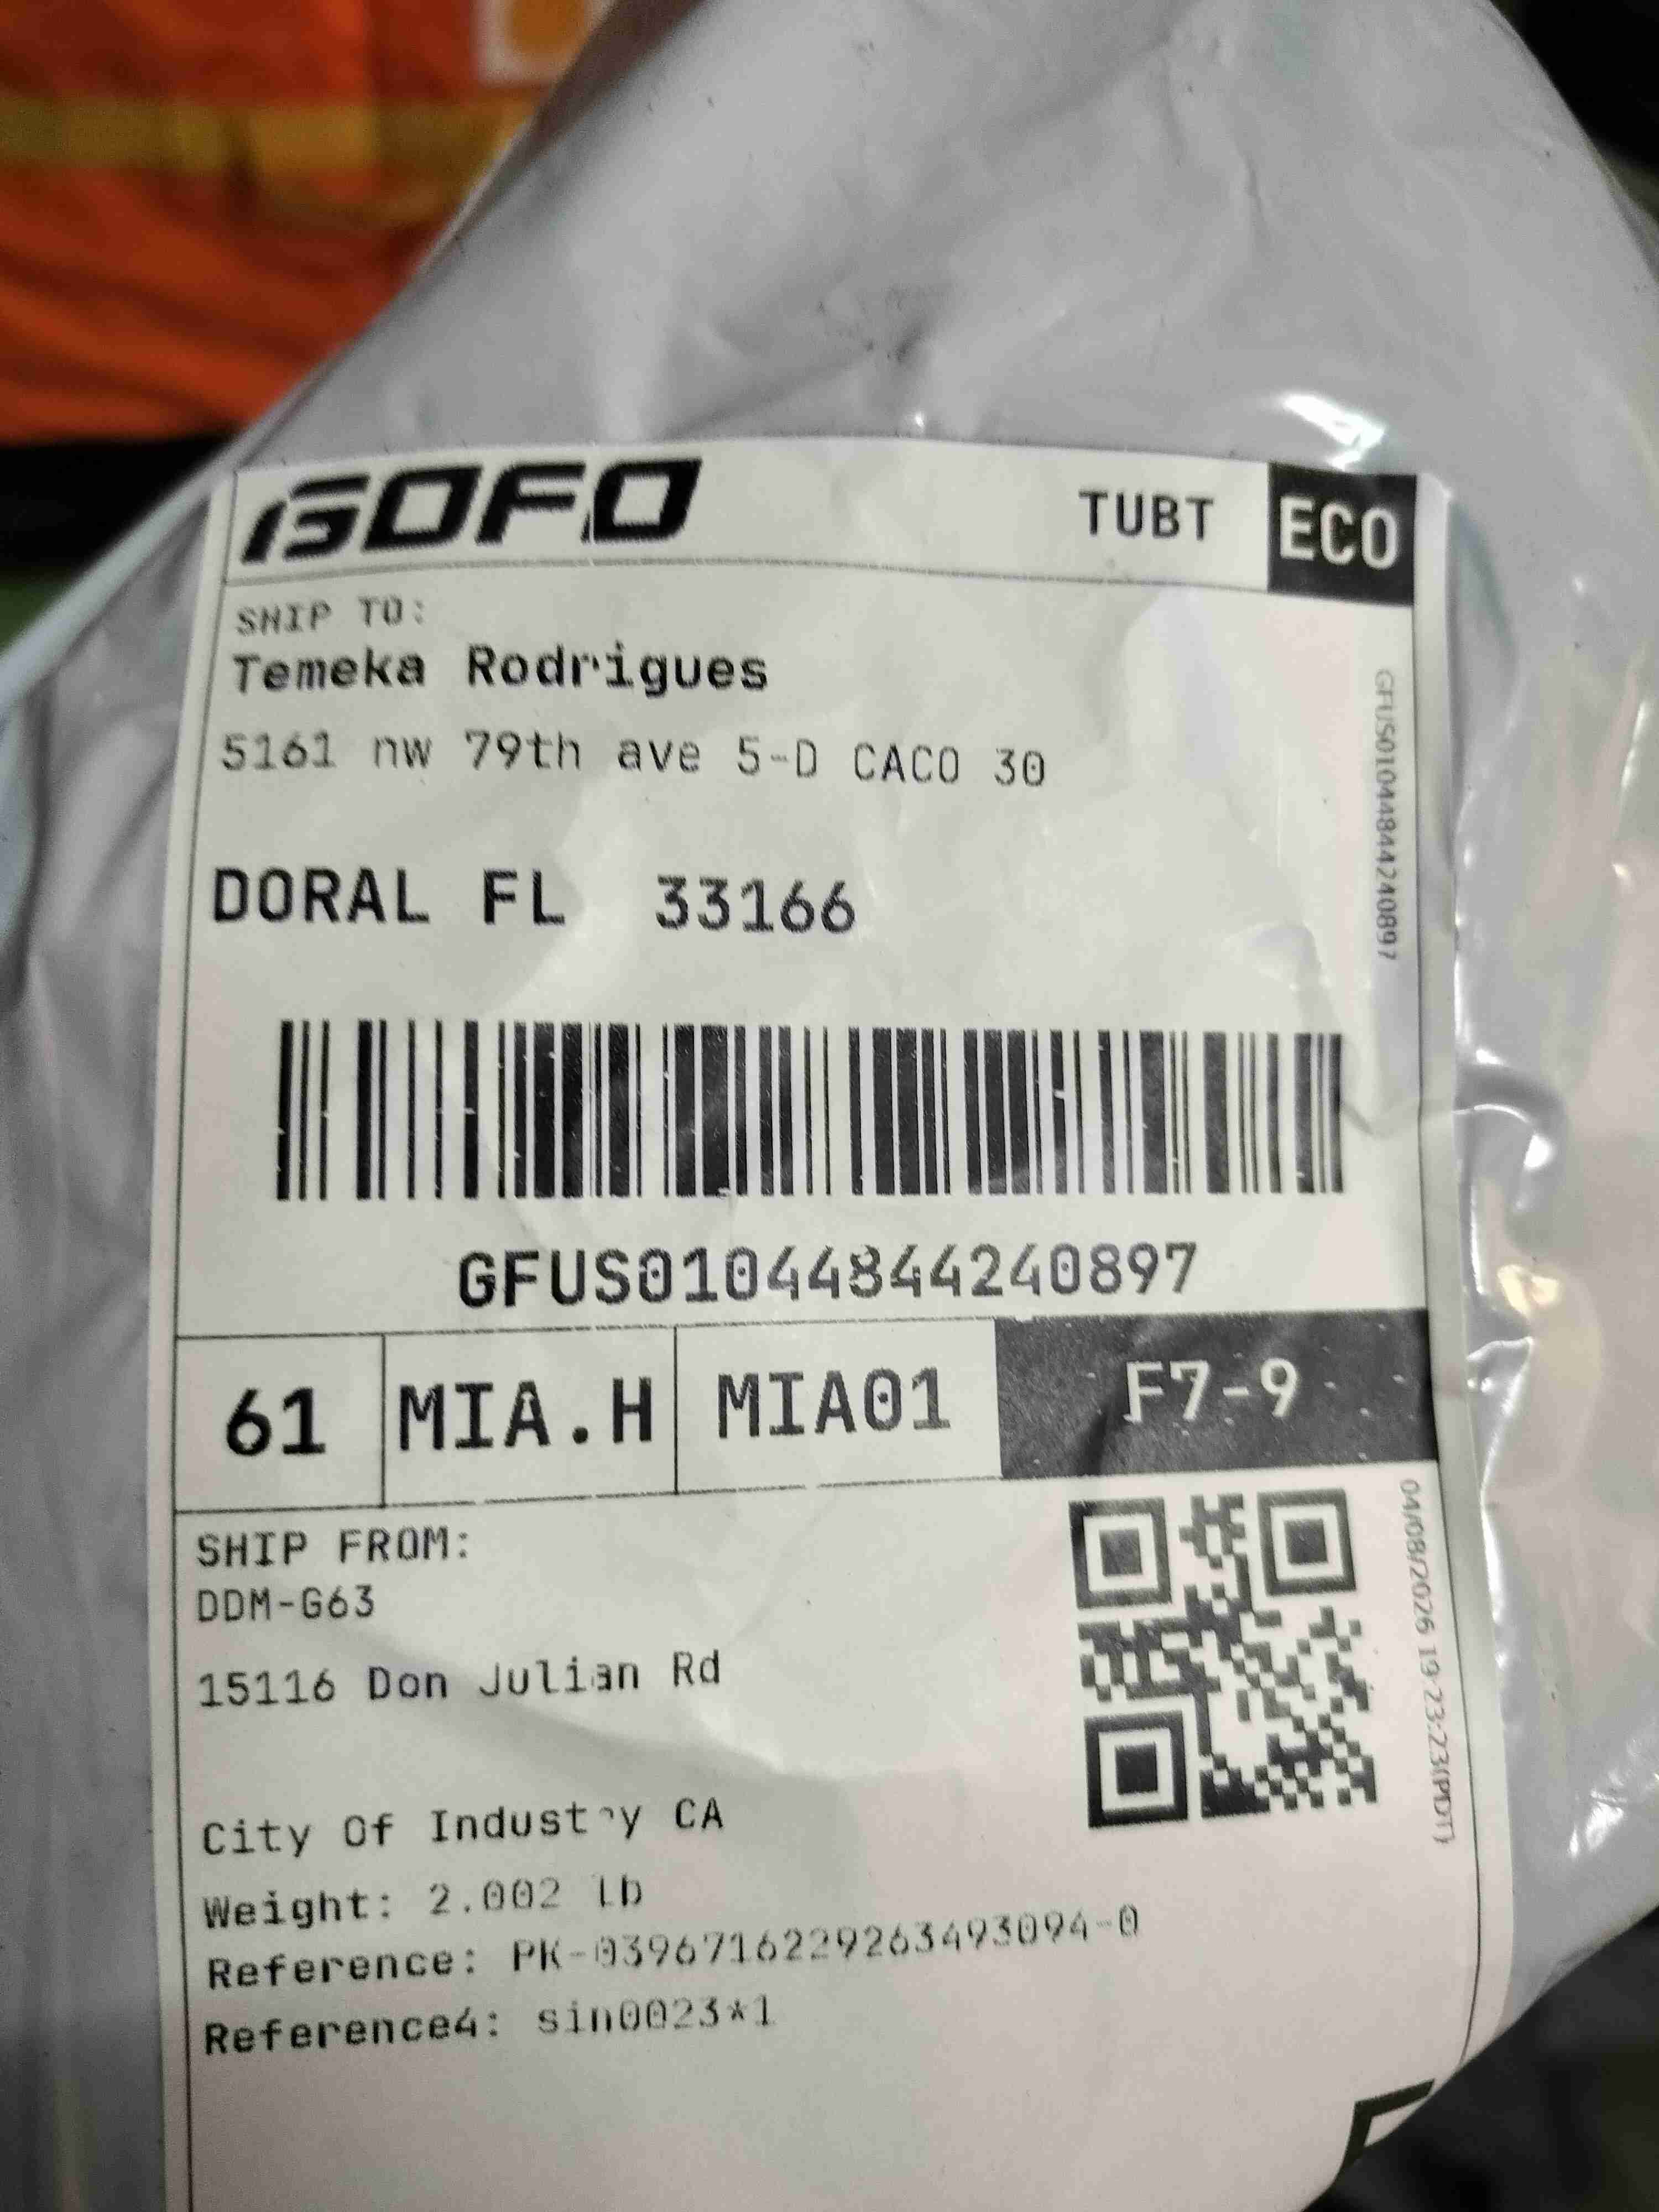 GOFO
TUBT
ECO
SHIP TO:
Temeka Rodrigues
5161 nw 79th ave 5-D CACO 30
DORAL FL 33166
GFUS01044844240897
GFUS01044844240897
61
MIA.H
MIA01
F7-9
SHIP FROM:
DDM-G63
15116 Don Julian Rd
City Of Industry CA
04/08/2026 19:23:23(PDT)
Weight: 2.002 lb
Reference: PK-0396716229263493094-0
Reference4: sin0023*1